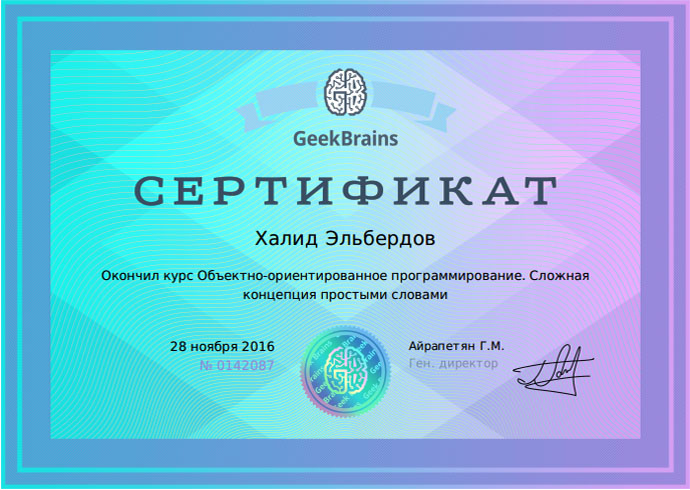 GeekBrains
СЕРТИФИКАТ
Халид Эльбердов
Окончил курс Объектно-ориентированное программирование. Сложная
концепция простыми словами
28 ноября 2016
№ 0142087
Айрапетян Г.М.
Ген. директор